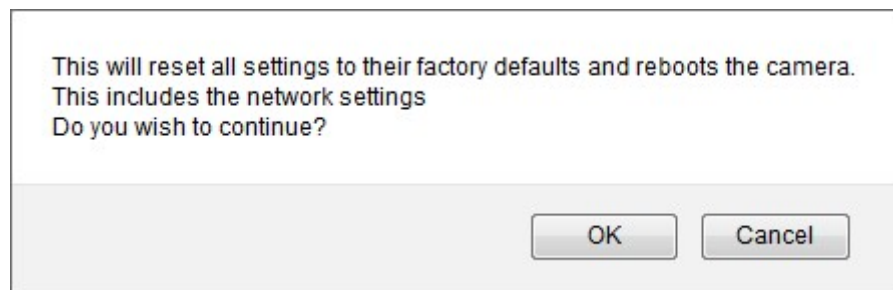 This will reset all settings to their factory defaults and reboots the camera.
This includes the network settings
Do you wish to continue?
OK
Cancel